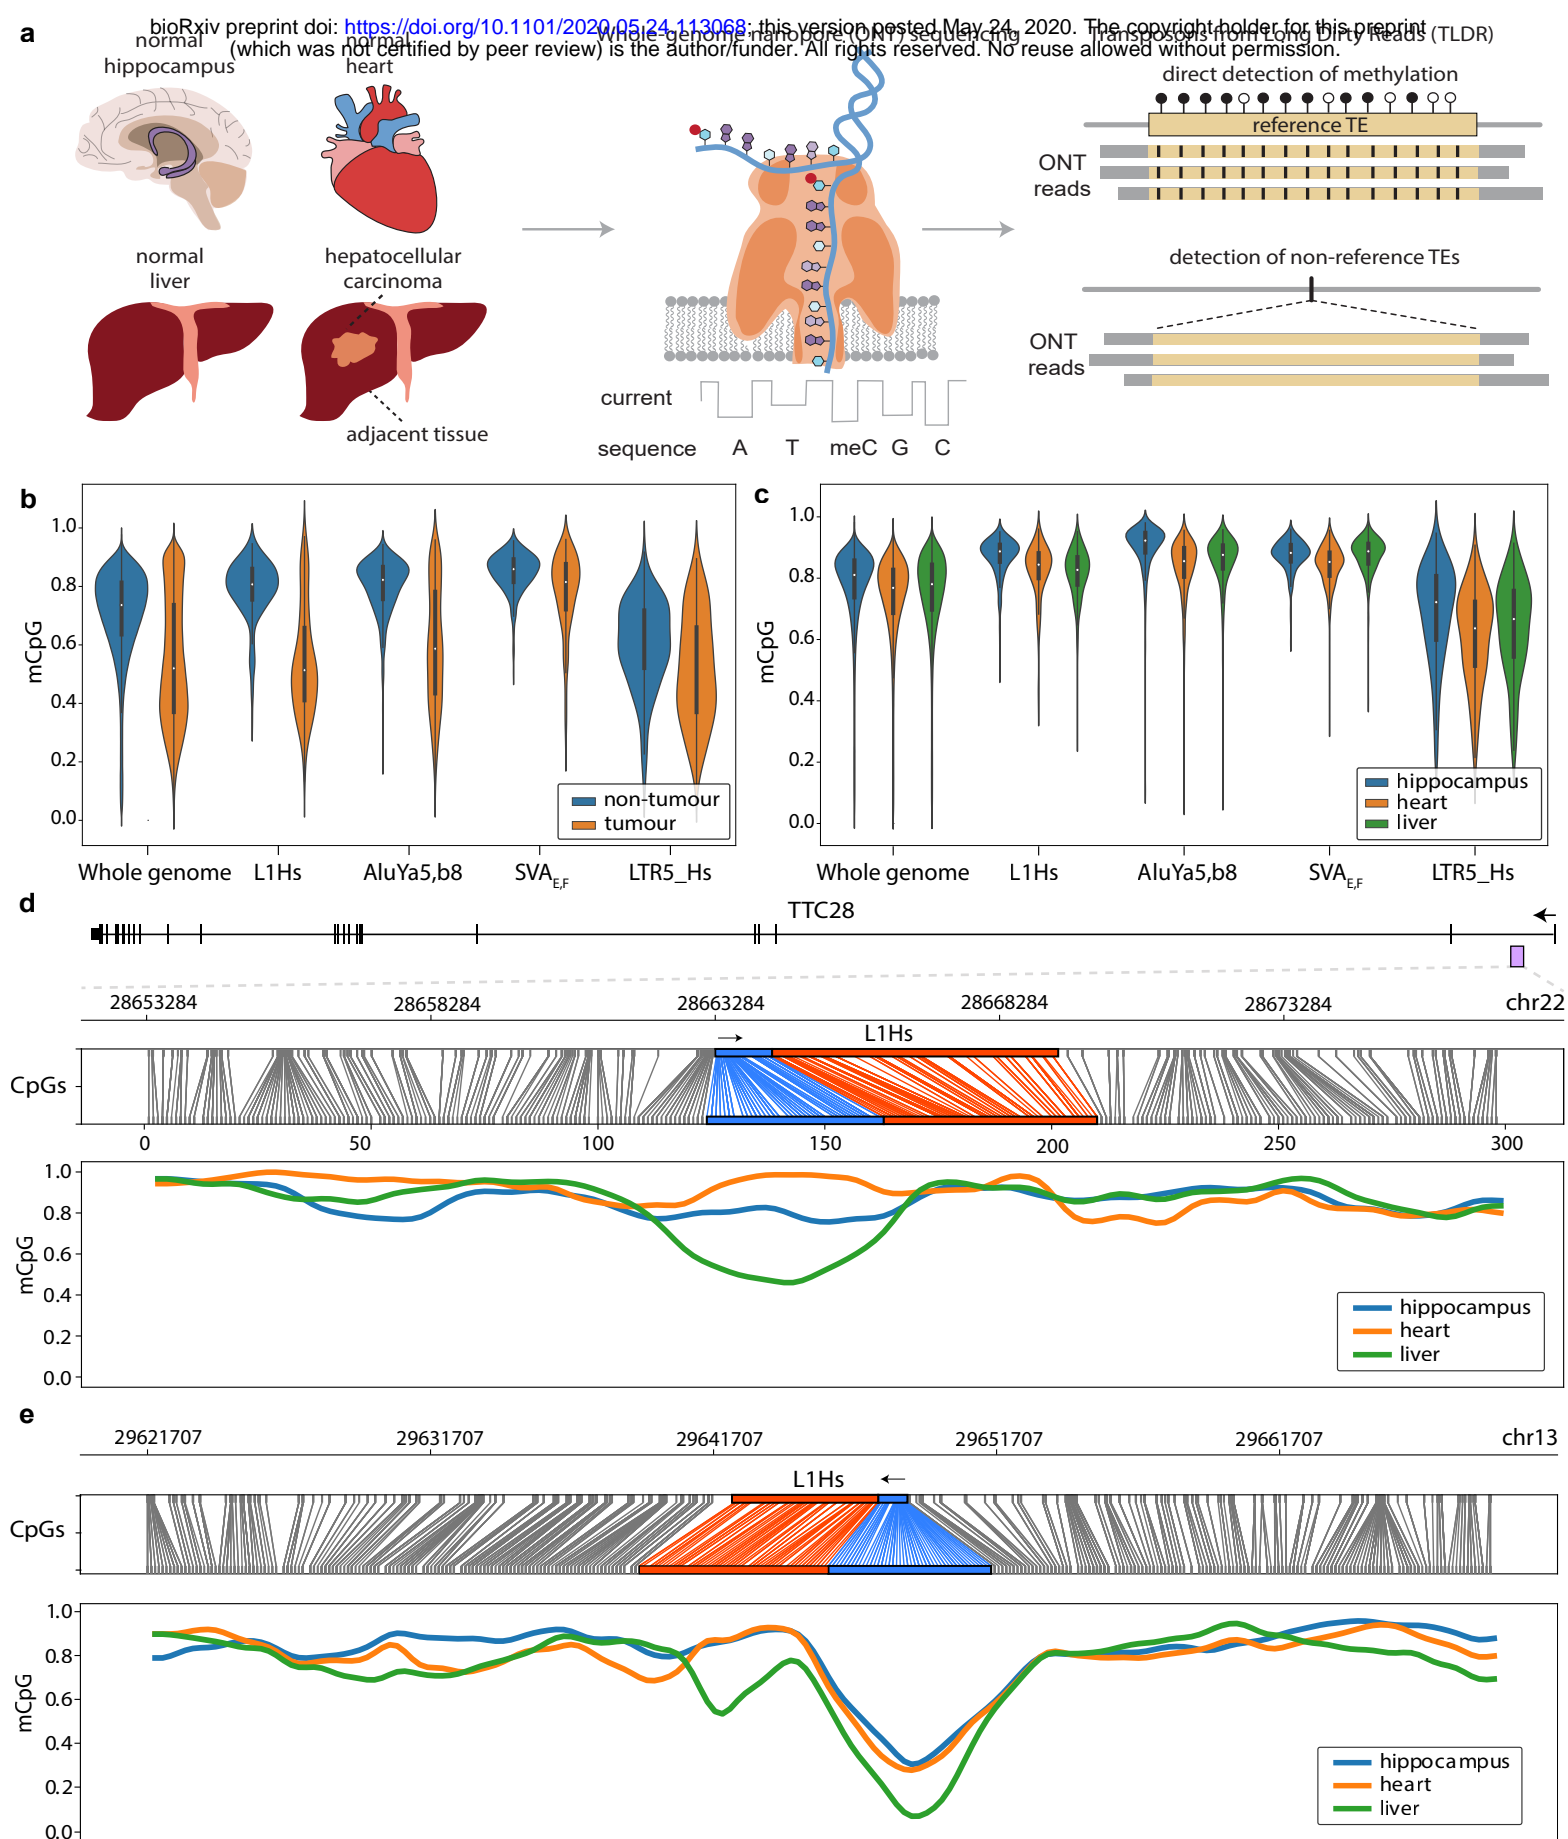 bioRxiv preprint doi: https://doi.org/10.1101/2020.05.24.113068; this version posted May 24, 2020. The copyright holder for this preprint
(which was not certified by peer review) is the author/funder. All rights reserved. No reuse allowed without permission.
a
normal
hippocampus
normal
heart
normal
liver
hepatocellular
carcinoma
adjacent tissue
Whole-genome nanopore (ONT) sequencing
current
sequence A T meC G C
Transposons from Long Dirty Reads (TLDR)
direct detection of methylation
reference TE
ONT
reads
detection of non-reference TEs
ONT
reads
b
mCpG
1.0
0.8
0.6
0.4
0.2
0.0
non-tumour
tumour
Whole genome L1Hs AluYa5,b8 SVA E,F LTR5_Hs
c
mCpG
1.0
0.8
0.6
0.4
0.2
0.0
hippocampus
heart
liver
Whole genome L1Hs AluYa5,b8 SVA E,F LTR5_Hs
d
TTC28
28653284 28658284 28663284 28668284 28673284 chr22
L1Hs
CpGs
0 50 100 150 200 250 300
mCpG
1.0
0.8
0.6
0.4
0.2
0.0
hippocampus
heart
liver
e
29621707 29631707 29641707 29651707 29661707 chr13
L1Hs
CpGs
mCpG
1.0
0.8
0.6
0.4
0.2
0.0
hippocampus
heart
liver